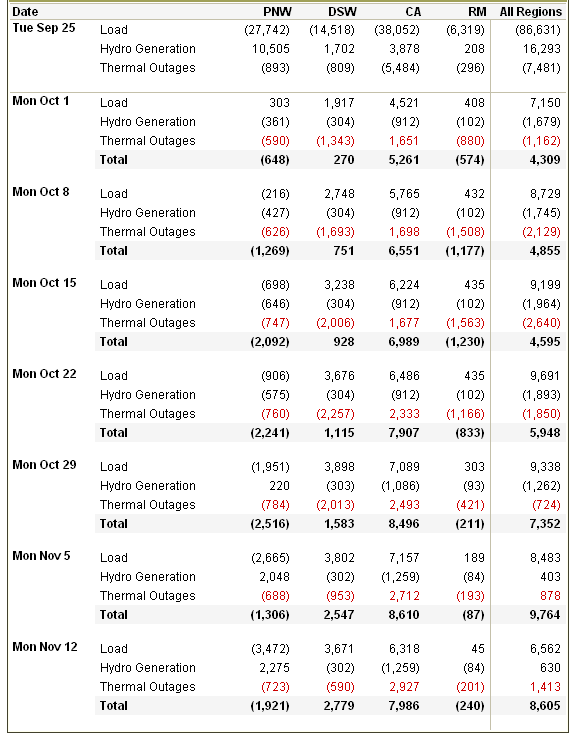 Date PNW DSW CA RM All Regions
Tue Sep 25 Load (27,742) (14,518) (38,052) (6,319) (86,631)
Hydro Generation 10,505 1,702 3,878 208 16,293
Thermal Outages (893) (809) (5,484) (296) (7,481)
Mon Oct 1 Load 303 1,917 4,521 408 7,150
Hydro Generation (361) (304) (912) (102) (1,679)
Thermal Outages (590) (1,343) 1,651 (880) (1,162)
Total (648) 270 5,261 (574) 4,309
Mon Oct 8 Load (216) 2,748 5,765 432 8,729
Hydro Generation (427) (304) (912) (102) (1,745)
Thermal Outages (626) (1,693) 1,698 (1,508) (2,129)
Total (1,269) 751 6,551 (1,177) 4,855
Mon Oct 15 Load (698) 3,238 6,224 435 9,199
Hydro Generation (646) (304) (912) (102) (1,964)
Thermal Outages (747) (2,006) 1,677 (1,563) (2,640)
Total (2,092) 928 6,989 (1,230) 4,595
Mon Oct 22 Load (906) 3,676 6,486 435 9,691
Hydro Generation (575) (304) (912) (102) (1,893)
Thermal Outages (760) (2,257) 2,333 (1,166) (1,850)
Total (2,241) 1,115 7,907 (833) 5,948
Mon Oct 29 Load (1,951) 3,898 7,089 303 9,338
Hydro Generation 220 (303) (1,086) (93) (1,262)
Thermal Outages (784) (2,013) 2,493 (421) (724)
Total (2,516) 1,583 8,496 (211) 7,352
Mon Nov 5 Load (2,665) 3,802 7,157 189 8,483
Hydro Generation 2,048 (302) (1,259) (84) 403
Thermal Outages (688) (953) 2,712 (193) 878
Total (1,306) 2,547 8,610 (87) 9,764
Mon Nov 12 Load (3,472) 3,671 6,318 45 6,562
Hydro Generation 2,275 (302) (1,259) (84) 630
Thermal Outages (723) (590) 2,927 (201) 1,413
Total (1,921) 2,779 7,986 (240) 8,605